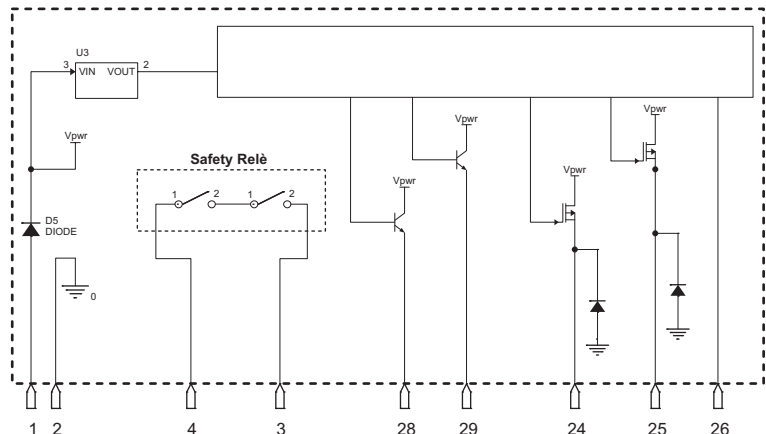 U3
3 VIN VOUT 2
Vpwr
Safety Relè
1 2 1 2
D5
DIODE
0
Vpwr
Vpwr
Vpwr
Vpwr
1 2 4 3 28 29 24 25 26